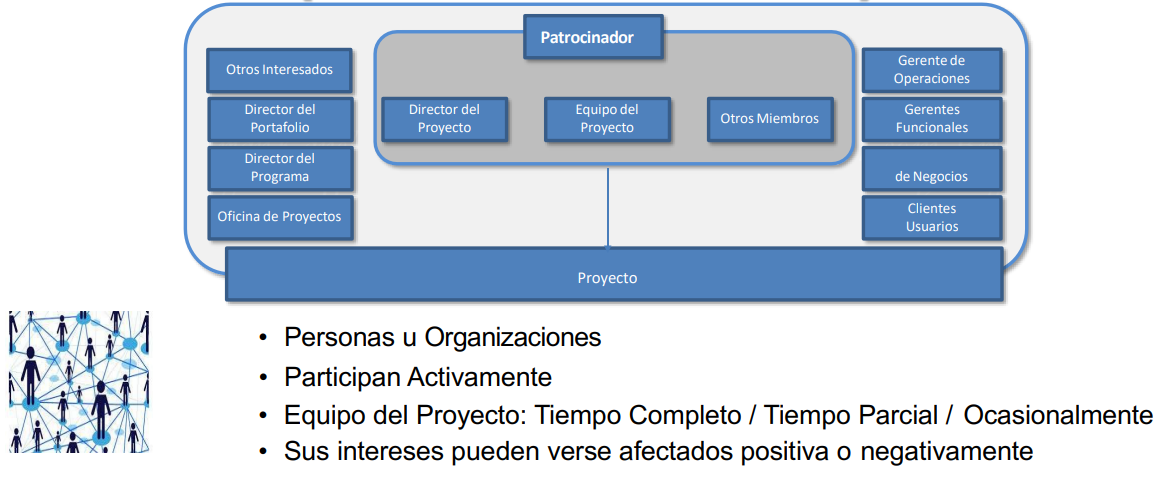 Patrocinador
Otros Interesados
Director del
Portafolio
Director del
Programa
Oficina de Proyectos
Director del
Proyecto
Equipo del
Proyecto
Otros Miembros
Gerente de
Operaciones
Gerentes
Funcionales
de Negocios
Clientes
Usuarios
Proyecto
• Personas u Organizaciones
• Participan Activamente
• Equipo del Proyecto: Tiempo Completo / Tiempo Parcial / Ocasionalmente
• Sus intereses pueden verse afectados positiva o negativamente